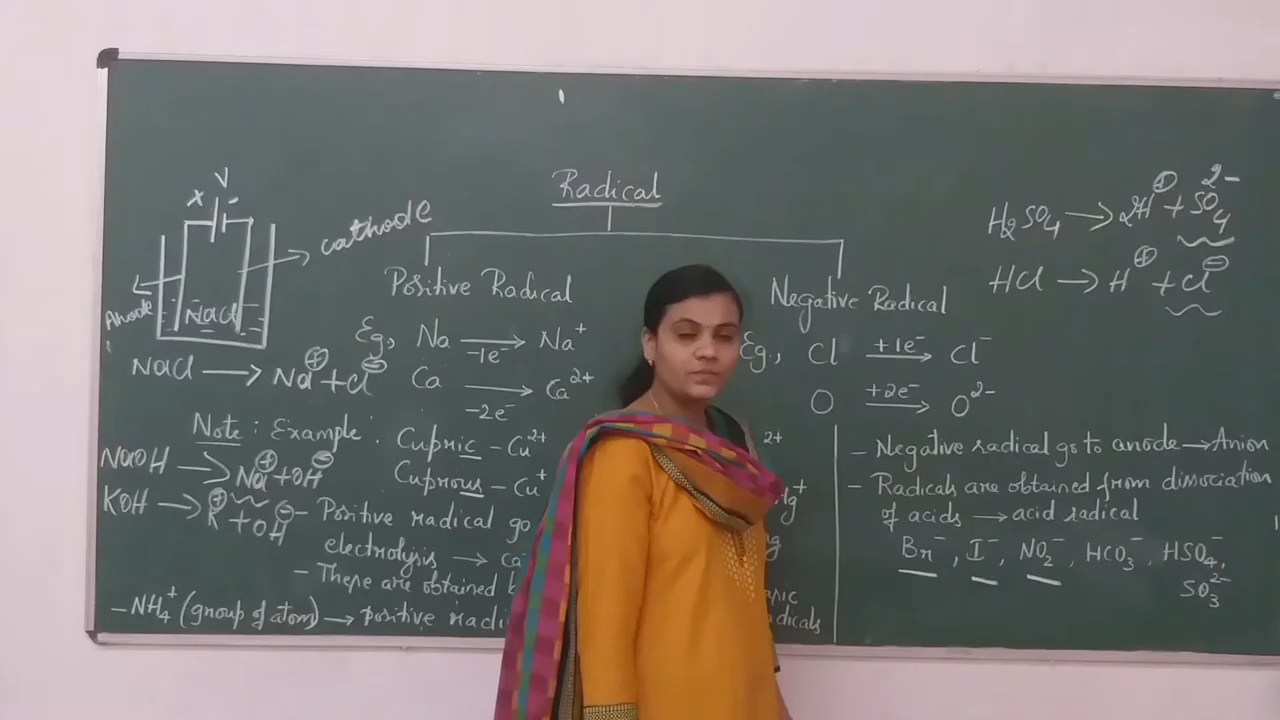 Radical
V
x -
cathode
Anode
NaCl
NaCl → Na⊕ + Cl⊖
Positive Radical
Eg., Na → Na⁺
-1e⁻
Ca → Ca²⁺
-2e⁻
Negative Radical
Eg., Cl → Cl⁻
+1e⁻
O → O²⁻
+2e⁻
H₂SO₄ → 2H⊕ + SO₄²⁻
HCl → H⊕ + Cl⊖
Note : Example : Cupric - Cu²⁺
Cuprous - Cu⁺
2+
NaOH → Na⊕ + OH⊖
KOH → K⊕ + OH⊖
- Positive radical go
electrolysis →
- These are obtained
- NH₄⁺ (group of atom) → positive
- Negative radical go to anode → Anion
- Radicals are obtained from dissociation
of acids → acid radical
Br⁻, I⁻, NO₂⁻, HCO₃⁻, HSO₄⁻,
SO₃²⁻